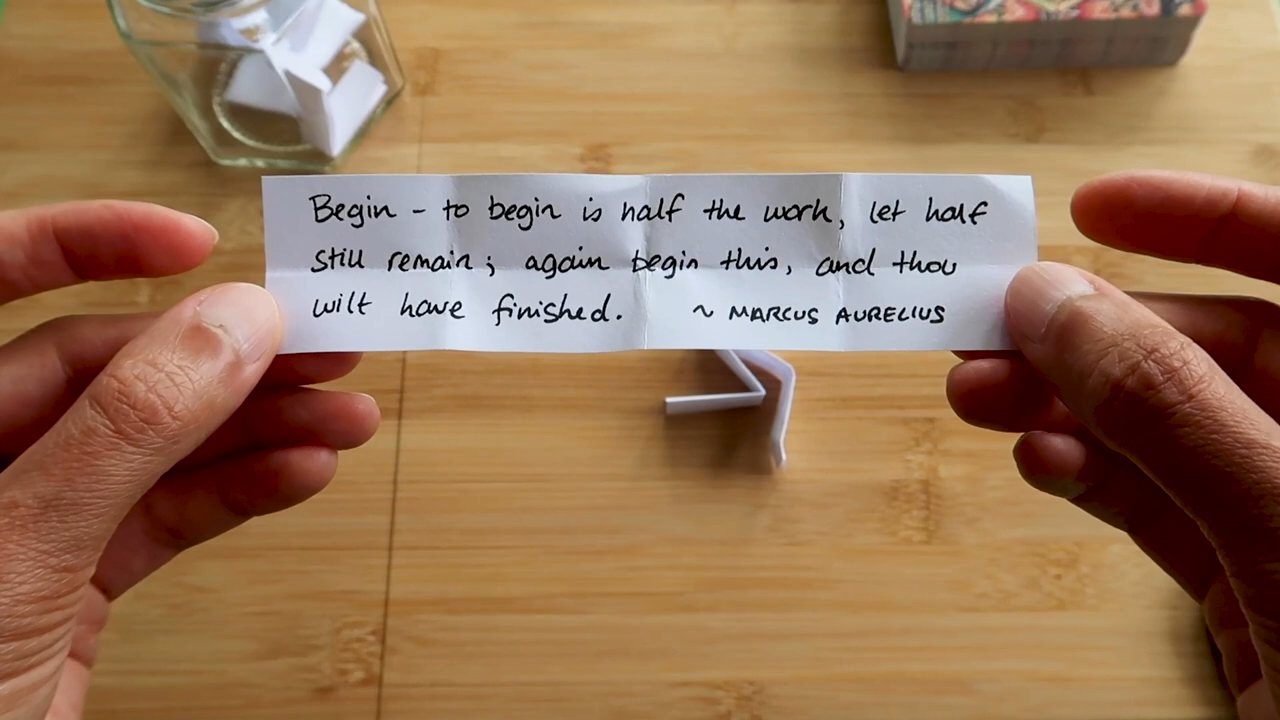 Begin - to begin is half the work, let half
still remain; again begin this, and thou
wilt have finished. ~ MARCUS AURELIUS